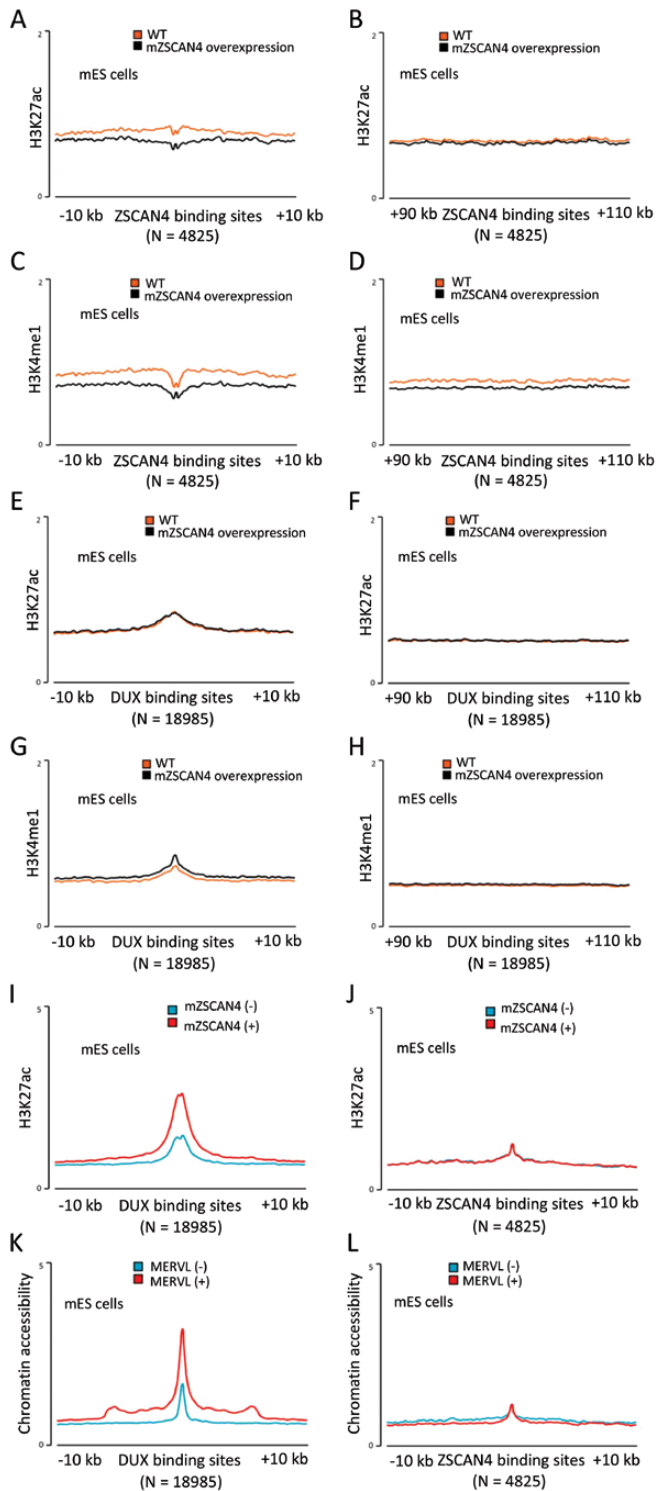 A
2
WT
mZSCAN4 overexpression
mES cells
H3K27ac
0
-10 kb ZSCAN4 binding sites +10 kb
(N = 4825)
B
2
WT
mZSCAN4 overexpression
mES cells
H3K27ac
0
+90 kb ZSCAN4 binding sites +110 kb
(N = 4825)
C
2
WT
mZSCAN4 overexpression
mES cells
H3K4me1
0
-10 kb ZSCAN4 binding sites +10 kb
(N = 4825)
D
2
WT
mZSCAN4 overexpression
mES cells
H3K4me1
0
+90 kb ZSCAN4 binding sites +110 kb
(N = 4825)
E
2
WT
mZSCAN4 overexpression
mES cells
H3K27ac
0
-10 kb DUX binding sites +10 kb
(N = 18985)
F
2
WT
mZSCAN4 overexpression
mES cells
H3K27ac
0
+90 kb DUX binding sites +110 kb
(N = 18985)
G
2
WT
mZSCAN4 overexpression
mES cells
H3K4me1
0
-10 kb DUX binding sites +10 kb
(N = 18985)
H
2
WT
mZSCAN4 overexpression
mES cells
H3K4me1
0
+90 kb DUX binding sites +110 kb
(N = 18985)
I
5
mZSCAN4 (-)
mZSCAN4 (+)
mES cells
H3K27ac
0
-10 kb DUX binding sites +10 kb
(N = 18985)
J
5
mZSCAN4 (-)
mZSCAN4 (+)
mES cells
H3K27ac
0
-10 kb ZSCAN4 binding sites +10 kb
(N = 4825)
K
5
MERVL (-)
MERVL (+)
mES cells
Chromatin accessibility
0
-10 kb DUX binding sites +10 kb
(N = 18985)
L
5
MERVL (-)
MERVL (+)
mES cells
Chromatin accessibility
0
-10 kb ZSCAN4 binding sites +10 kb
(N = 4825)